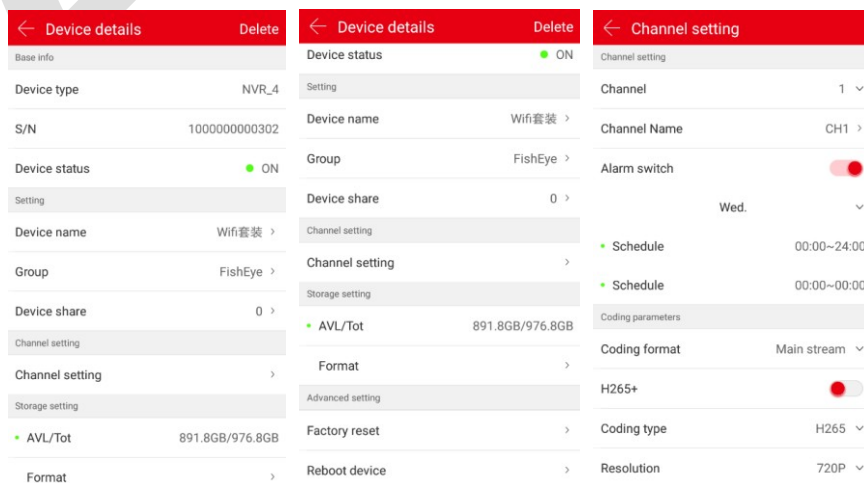 ← Device details Delete
Base info
Device type NVR_4
S/N 1000000000302
Device status ON
Setting
Device name Wifi套装 >
Group FishEye >
Device share 0 >
Channel setting
Channel setting >
Storage setting
AVL/Tot 891.8GB/976.8GB
Format >
← Device details Delete
Device status ON
Setting
Device name Wifi套装 >
Group FishEye >
Device share 0 >
Channel setting
Channel setting >
Storage setting
AVL/Tot 891.8GB/976.8GB
Format >
Advanced setting
Factory reset >
Reboot device >
← Channel setting
Channel setting
Channel 1
Channel Name CH1 >
Alarm switch
Wed.
Schedule 00:00~24:00
Schedule 00:00~00:00
Coding parameters
Coding format Main stream
H265+
Coding type H265
Resolution 720P